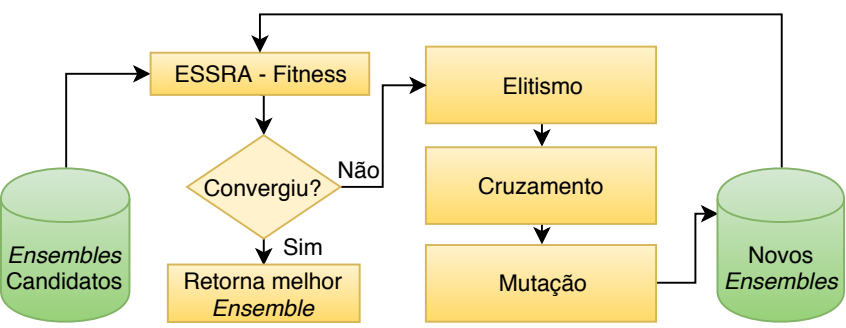 ESSRA - Fitness
Convergiu?
Não
Sim
Retorna melhor
Ensemble
Ensembles
Candidatos
Elitismo
Cruzamento
Mutação
Novos
Ensembles